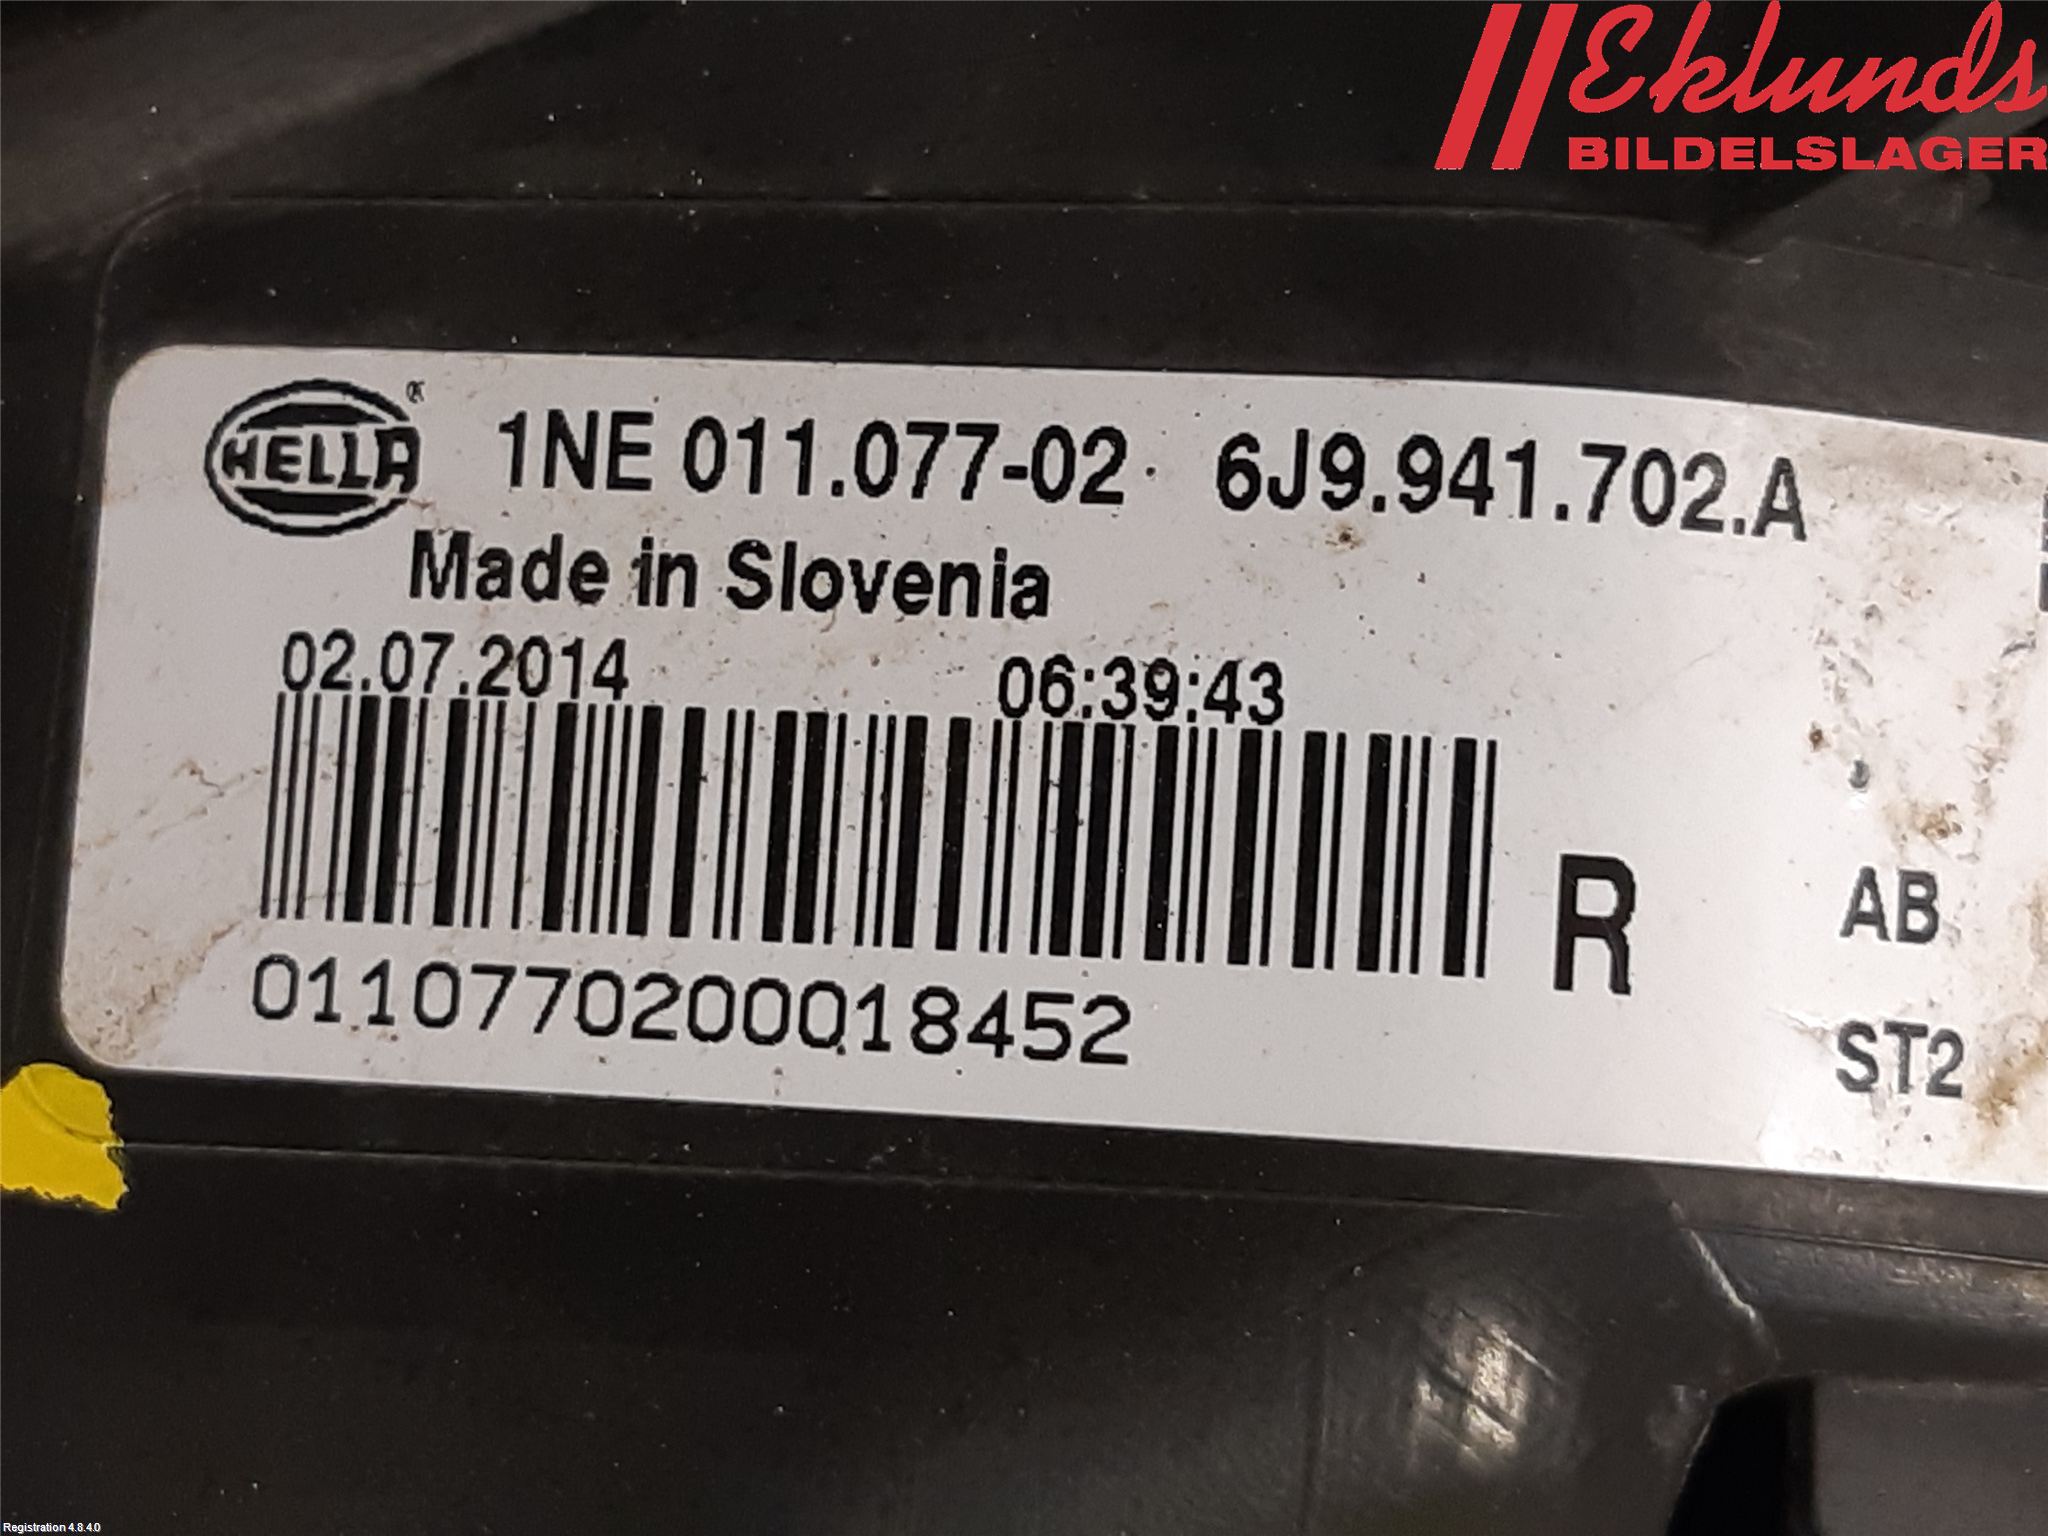 Eklunds
BILDELSLAGER
HELLA® 1NE 011.077-02 6J9.941.702.A
Made in Slovenia
02.07.2014 06:39:43
R
AB
01107702000018452
ST2
Registration 4.8.4.0